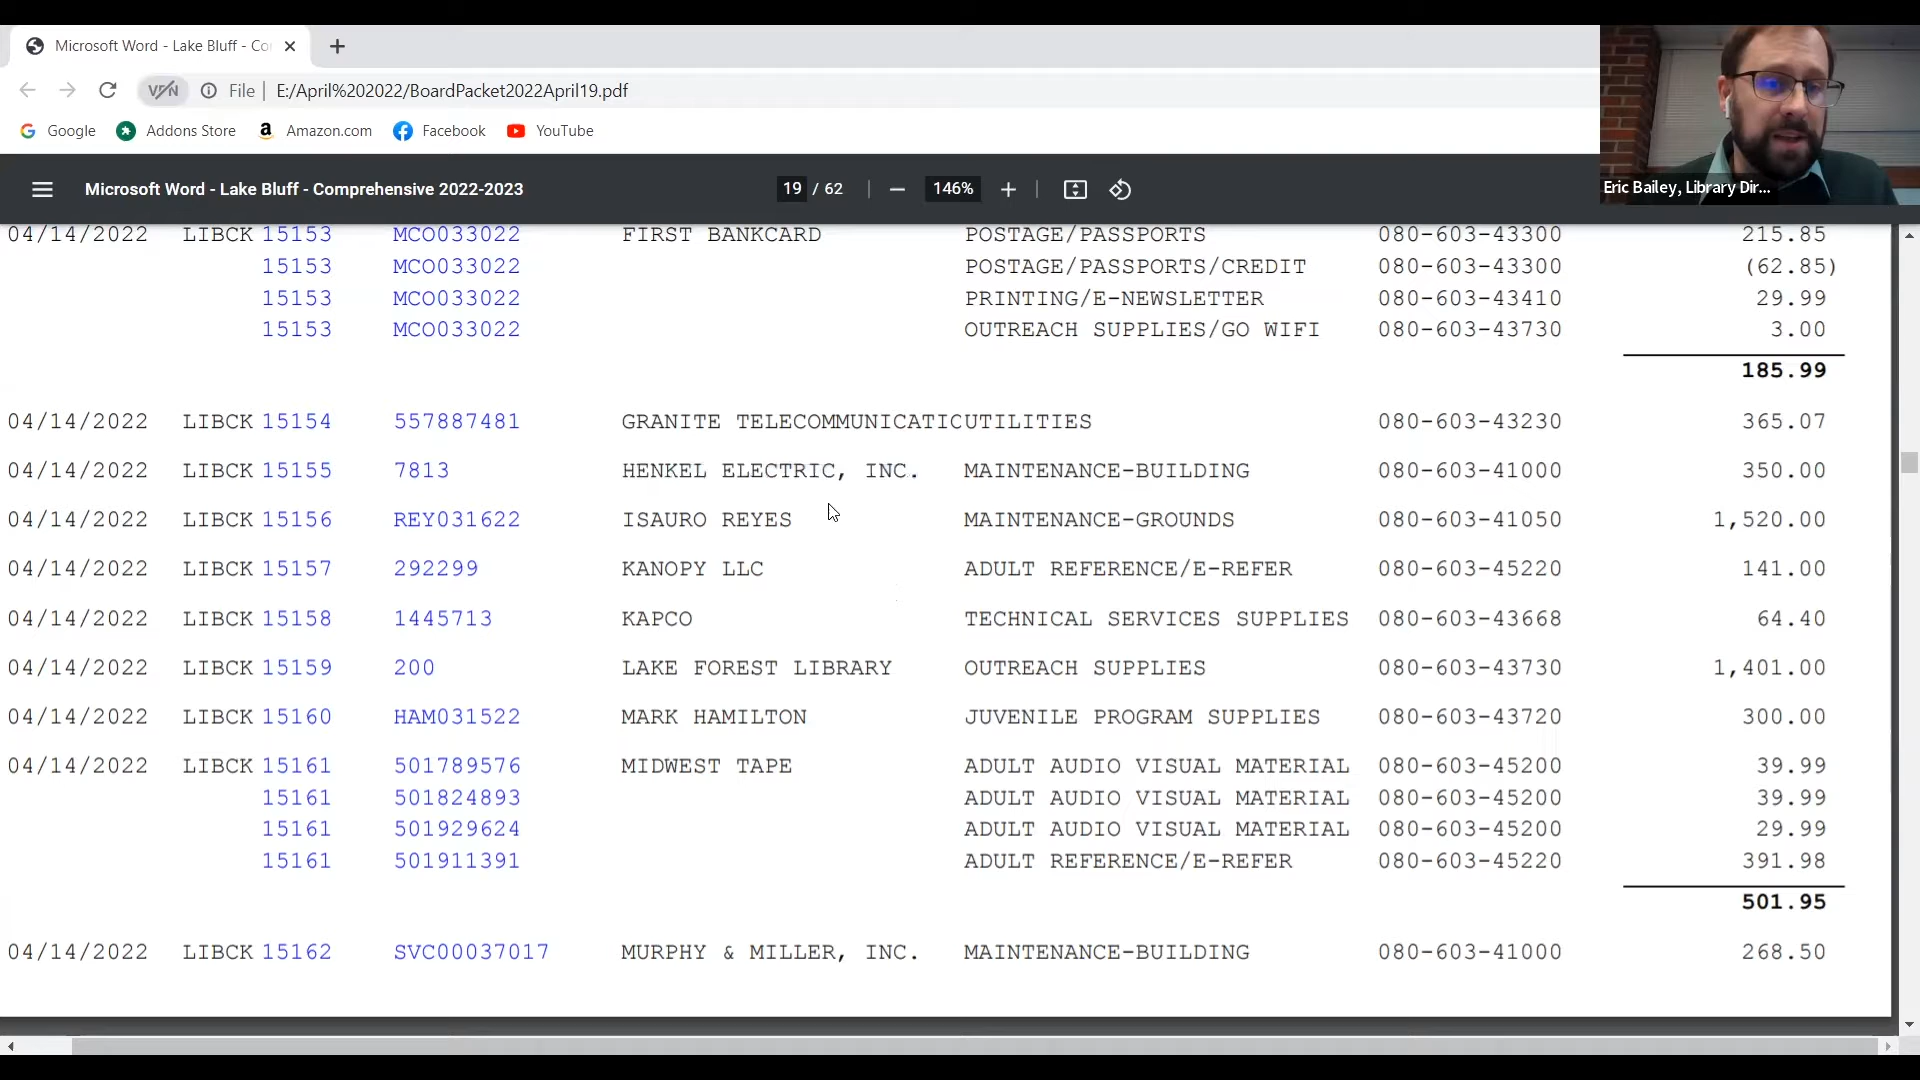 Microsoft Word - Lake Bluff - Co
VPN File E:/April%202022/BoardPacket2022April19.pdf
Google Addons Store Amazon.com Facebook YouTube
Eric Bailey, Library Dir...
Microsoft Word - Lake Bluff - Comprehensive 2022-2023 19 / 62 146%
04/14/2022 LIBCK 15153 MCO033022 FIRST BANKCARD POSTAGE/PASSPORTS 080-603-43300 215.85
15153 MCO033022 POSTAGE/PASSPORTS/CREDIT 080-603-43300 (62.85)
15153 MCO033022 PRINTING/E-NEWSLETTER 080-603-43410 29.99
15153 MCO033022 OUTREACH SUPPLIES/GO WIFI 080-603-43730 3.00
185.99
04/14/2022 LIBCK 15154 557887481 GRANITE TELECOMMUNICATICUTILITIES 080-603-43230 365.07
04/14/2022 LIBCK 15155 7813 HENKEL ELECTRIC, INC. MAINTENANCE-BUILDING 080-603-41000 350.00
04/14/2022 LIBCK 15156 REY031622 ISAURO REYES MAINTENANCE-GROUNDS 080-603-41050 1,520.00
04/14/2022 LIBCK 15157 292299 KANOPY LLC ADULT REFERENCE/E-REFER 080-603-45220 141.00
04/14/2022 LIBCK 15158 1445713 KAPCO TECHNICAL SERVICES SUPPLIES 080-603-43668 64.40
04/14/2022 LIBCK 15159 200 LAKE FOREST LIBRARY OUTREACH SUPPLIES 080-603-43730 1,401.00
04/14/2022 LIBCK 15160 HAM031522 MARK HAMILTON JUVENILE PROGRAM SUPPLIES 080-603-43720 300.00
04/14/2022 LIBCK 15161 501789576 MIDWEST TAPE ADULT AUDIO VISUAL MATERIAL 080-603-45200 39.99
15161 501824893 ADULT AUDIO VISUAL MATERIAL 080-603-45200 39.99
15161 501929624 ADULT AUDIO VISUAL MATERIAL 080-603-45200 29.99
15161 501911391 ADULT REFERENCE/E-REFER 080-603-45220 391.98
501.95
04/14/2022 LIBCK 15162 SVC00037017 MURPHY & MILLER, INC. MAINTENANCE-BUILDING 080-603-41000 268.50